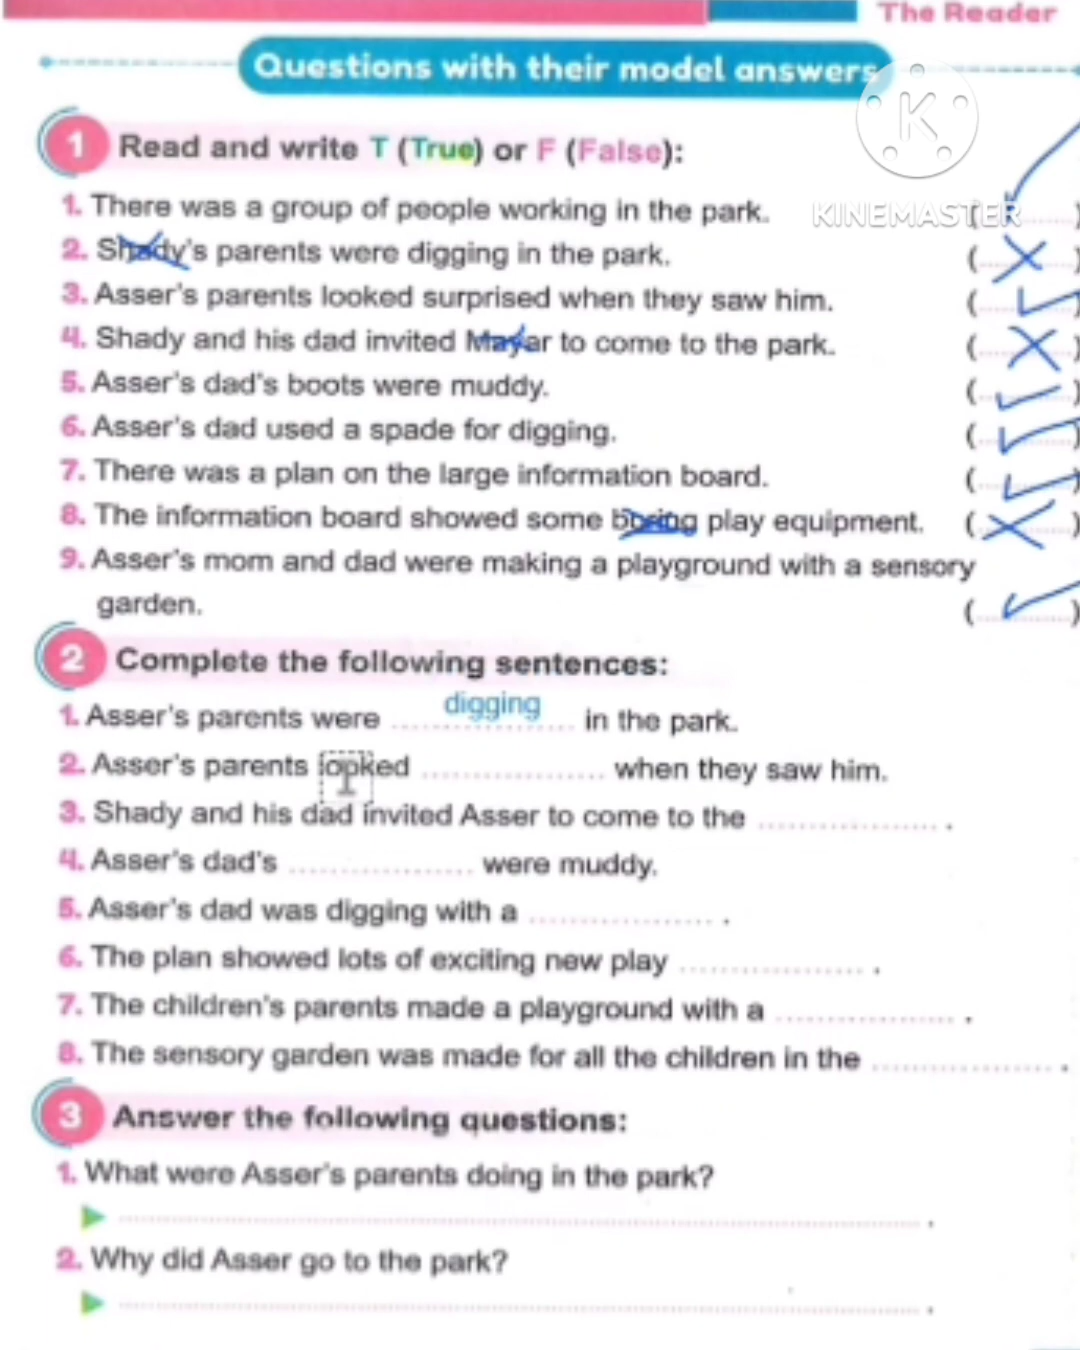 The Reader
Questions with their model answers
KINEMASTER
1 Read and write T (True) or F (False):
1. There was a group of people working in the park. (............)
2. Shady's parents were digging in the park. (............)
3. Asser's parents looked surprised when they saw him. (............)
4. Shady and his dad invited Mayar to come to the park. (............)
5. Asser's dad's boots were muddy. (............)
6. Asser's dad used a spade for digging. (............)
7. There was a plan on the large information board. (............)
8. The information board showed some boring play equipment. (............)
9. Asser's mom and dad were making a playground with a sensory
garden. (............)
2 Complete the following sentences:
1. Asser's parents were digging in the park.
2. Asser's parents looked .................. when they saw him.
3. Shady and his dad invited Asser to come to the .................. .
4. Asser's dad's .................. were muddy.
5. Asser's dad was digging with a .................. .
6. The plan showed lots of exciting new play .................. .
7. The children's parents made a playground with a .................. .
8. The sensory garden was made for all the children in the .................. .
3 Answer the following questions:
1. What were Asser's parents doing in the park?
2. Why did Asser go to the park?